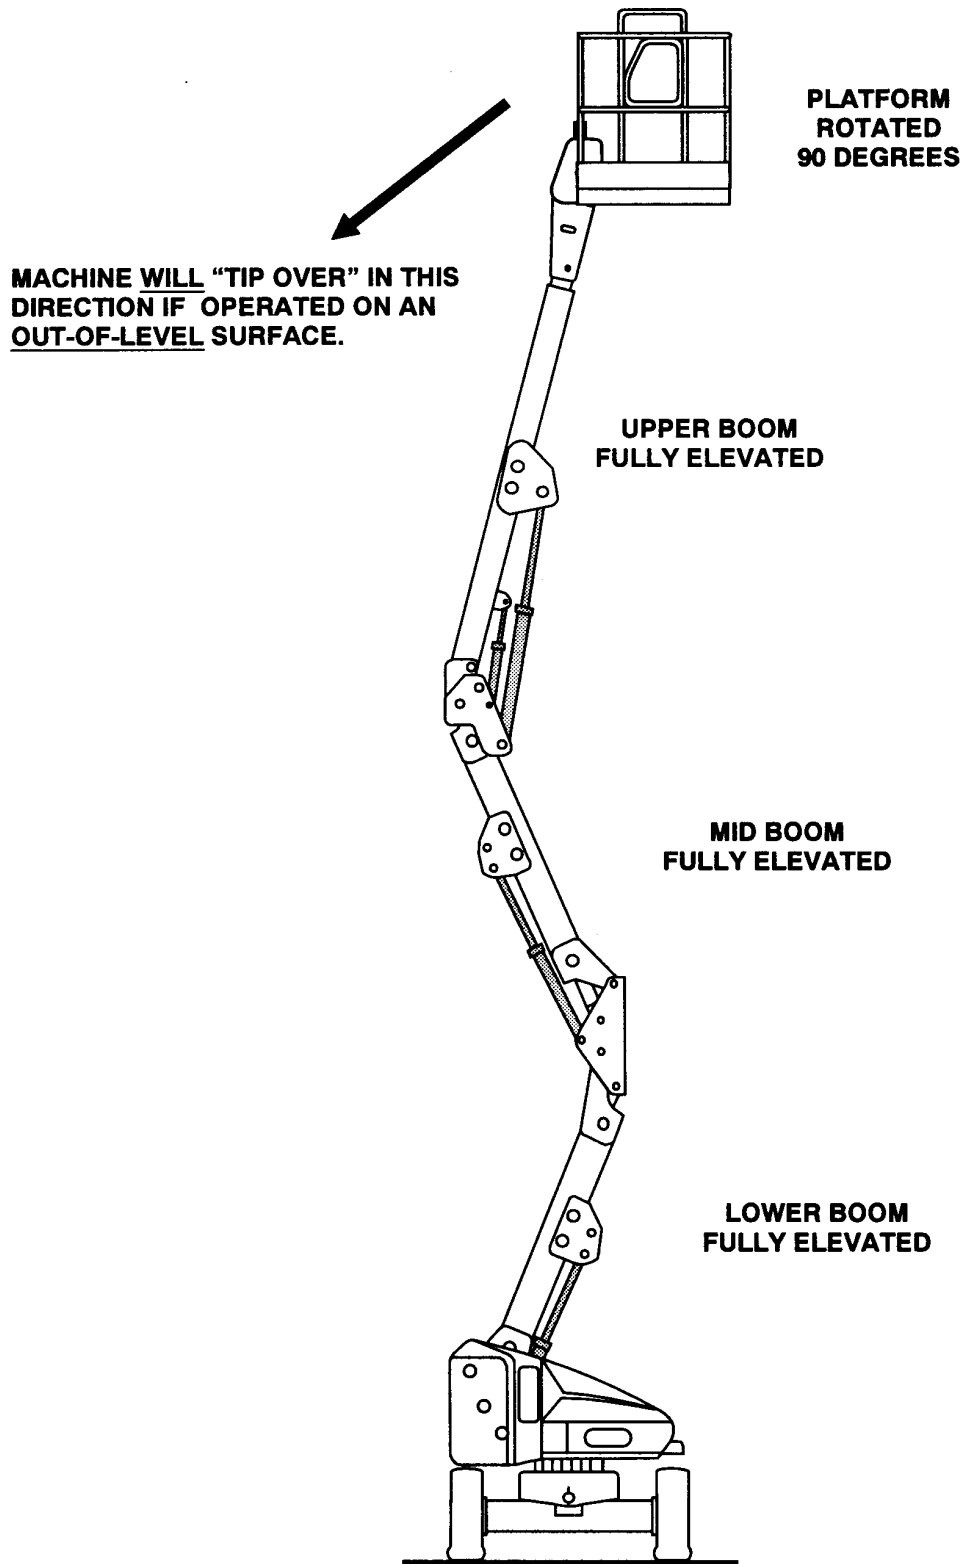 PLATFORM
ROTATED
90 DEGREES
MACHINE WILL “TIP OVER” IN THIS
DIRECTION IF OPERATED ON AN
OUT-OF-LEVEL SURFACE.
UPPER BOOM
FULLY ELEVATED
MID BOOM
FULLY ELEVATED
LOWER BOOM
FULLY ELEVATED